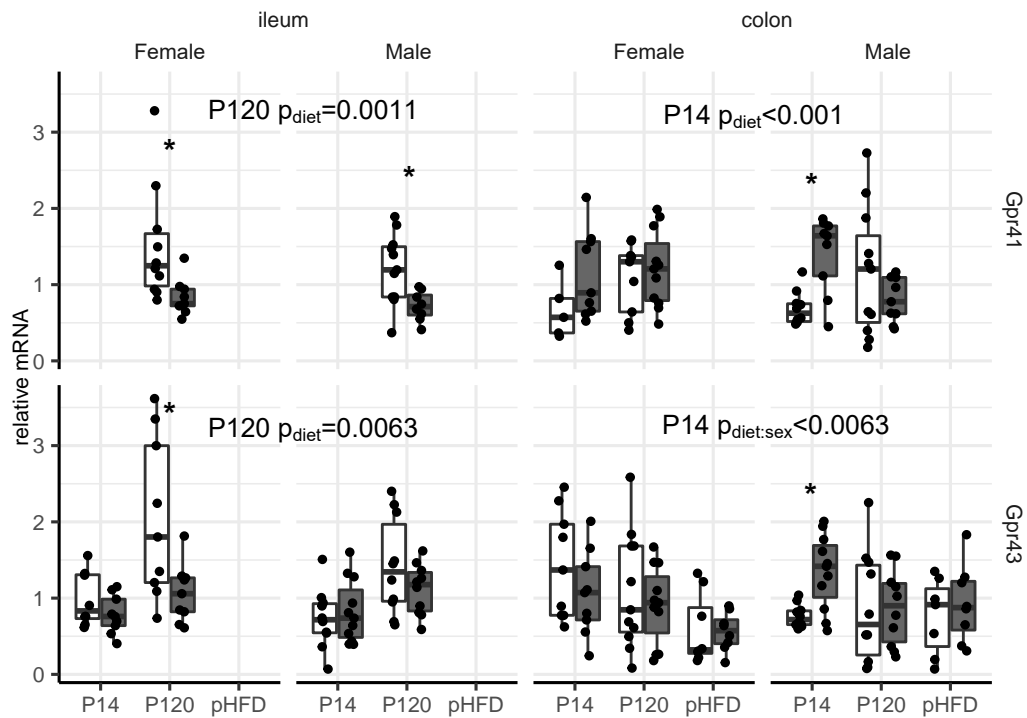 ileum colon
Female Male Female Male
relative mRNA
3
2
1
0
P120 pdiet=0.0011
*
*
P14 pdiet<0.001
*
Gpr41
3
2
1
0
P120 pdiet=0.0063
*
P14 pdiet:sex<0.0063
*
Gpr43
P14 P120 pHFD P14 P120 pHFD P14 P120 pHFD P14 P120 pHFD